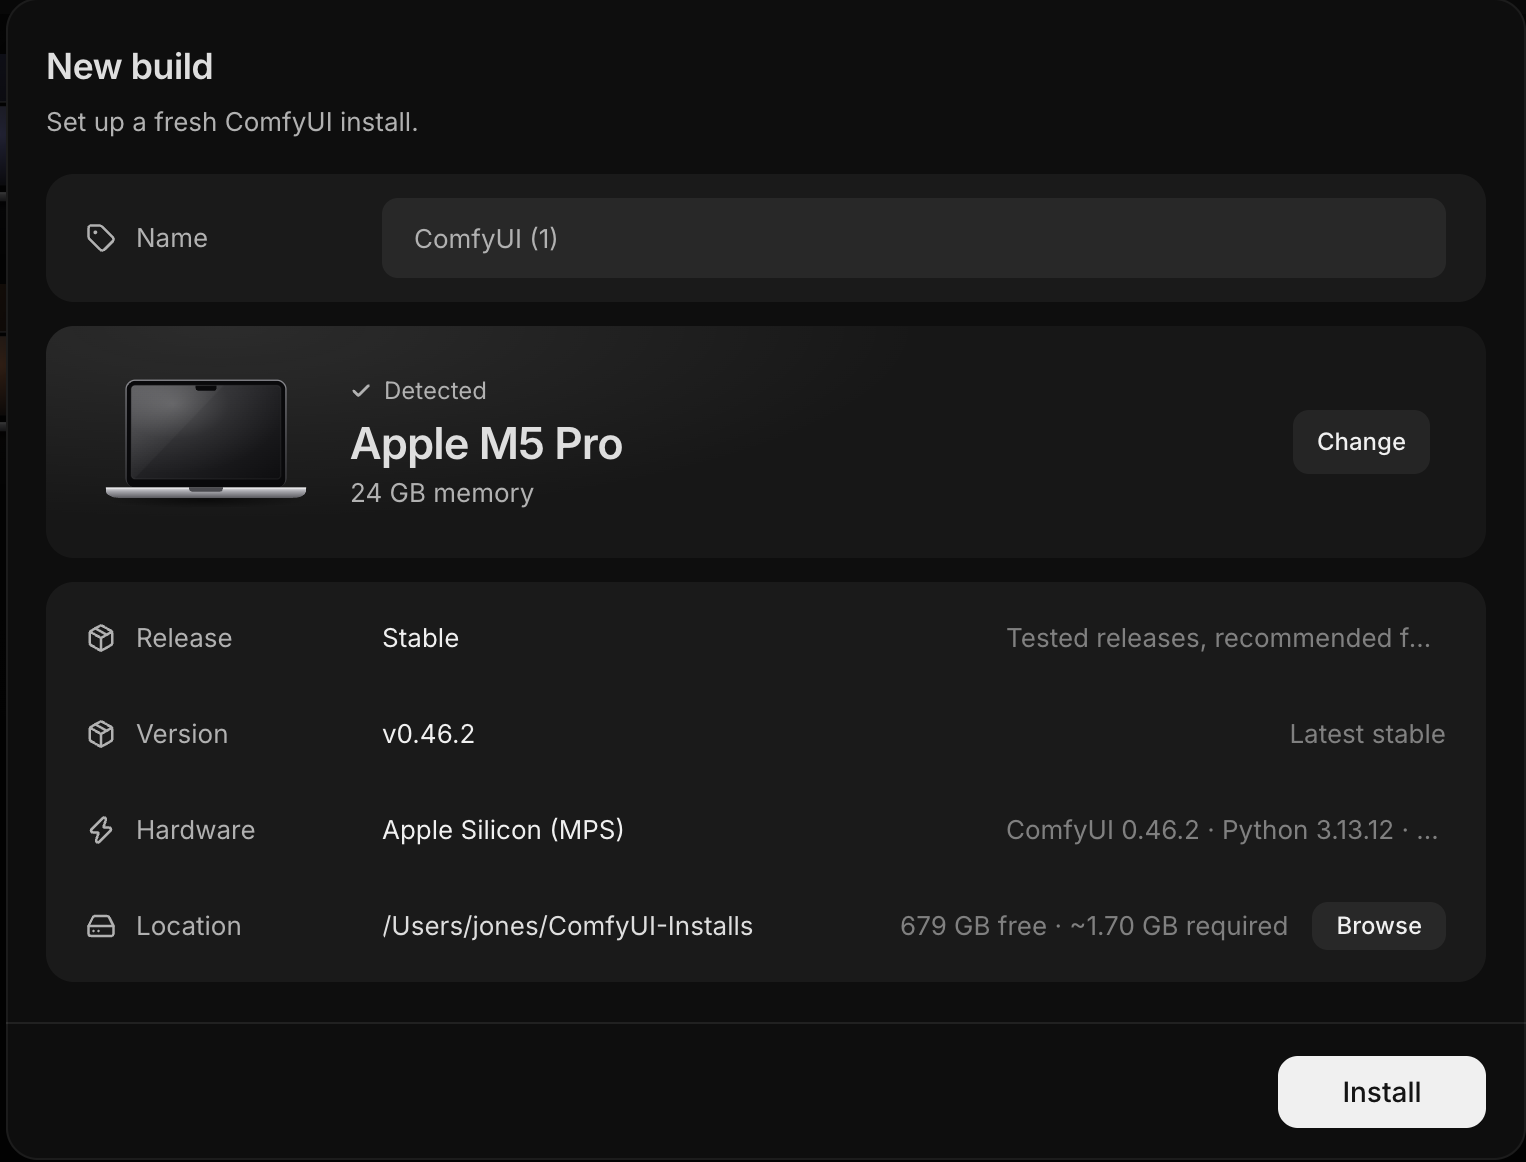 New build
Set up a fresh ComfyUI install.
Name
ComfyUI (1)
Detected
Apple M5 Pro
24 GB memory
Change
Release Stable Tested releases, recommended f...
Version v0.46.2 Latest stable
Hardware Apple Silicon (MPS) ComfyUI 0.46.2 · Python 3.13.12 · ...
Location /Users/jones/ComfyUI-Installs 679 GB free · ~1.70 GB required Browse
Install